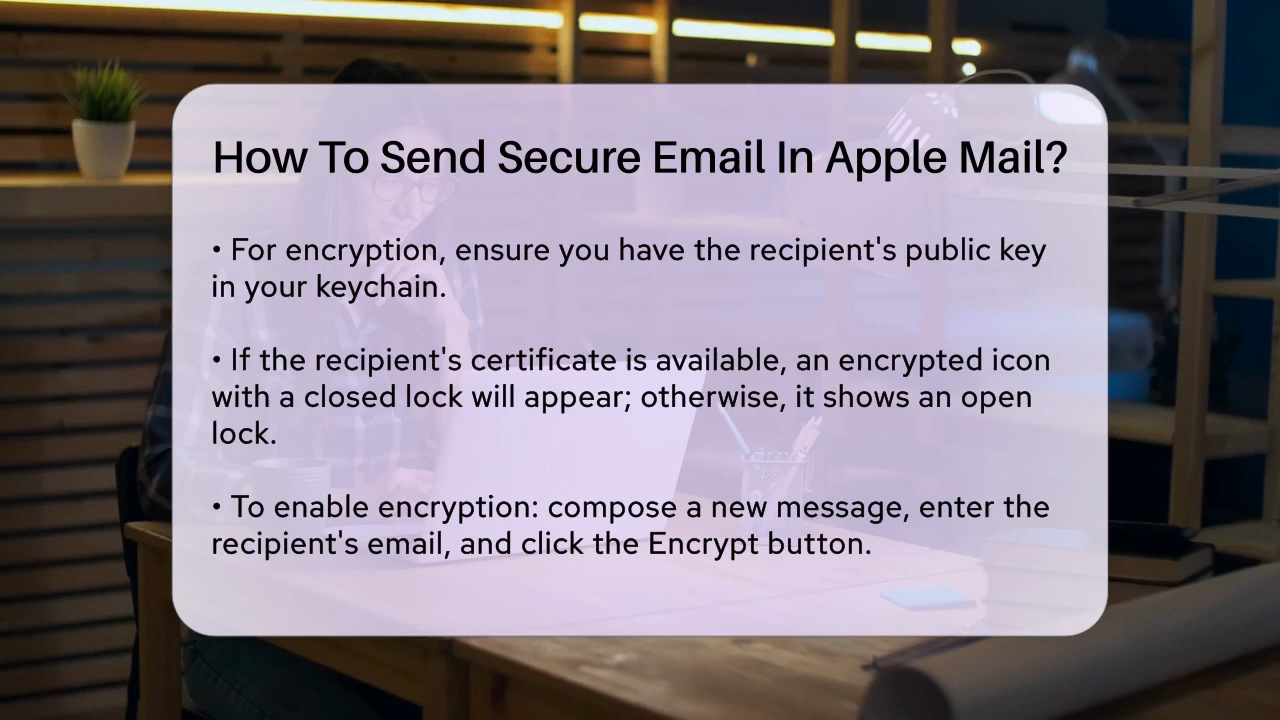 How To Send Secure Email In Apple Mail?
• For encryption, ensure you have the recipient's public key
in your keychain.
• If the recipient's certificate is available, an encrypted icon
with a closed lock will appear; otherwise, it shows an open
lock.
• To enable encryption: compose a new message, enter the
recipient's email, and click the Encrypt button.